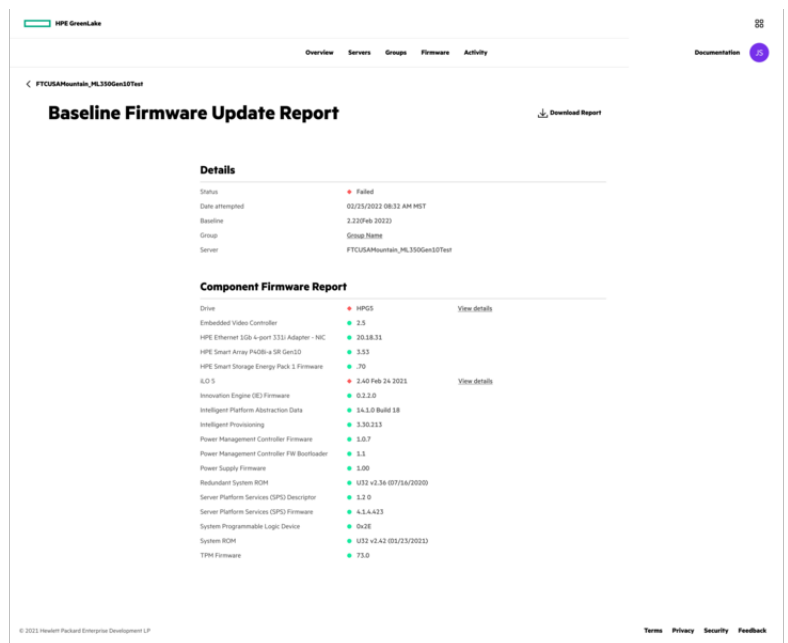 HPE GreenLake
Overview Servers Groups Firmware Activity Documentation JS
FTCUSAMountain_ML350Gen10Test
Baseline Firmware Update Report Download Report
Details
Status Failed
Date attempted 02/25/2022 08:32 AM MST
Baseline 2.22(Feb 2022)
Group Group Name
Server FTCUSAMountain_ML350Gen10Test
Component Firmware Report
Drive HPG5 View details
Embedded Video Controller 2.5
HPE Ethernet 1Gb 4-port 331i Adapter - NIC 20.18.31
HPE Smart Array P408i-a SR Gen10 3.53
HPE Smart Storage Energy Pack 1 Firmware .70
iLO 5 2.40 Feb 24 2021 View details
Innovation Engine (IE) Firmware 0.2.2.0
Intelligent Platform Abstraction Data 14.1.0 Build 18
Intelligent Provisioning 3.30.213
Power Management Controller Firmware 1.0.7
Power Management Controller FW Bootloader 1.1
Power Supply Firmware 1.00
Redundant System ROM U32 v2.36 (07/16/2020)
Server Platform Services (SPS) Descriptor 1.2 0
Server Platform Services (SPS) Firmware 4.1.4.423
System Programmable Logic Device 0x2E
System ROM U32 v2.42 (01/23/2021)
TPM Firmware 73.0
© 2021 Hewlett Packard Enterprise Development LP Terms Privacy Security Feedback